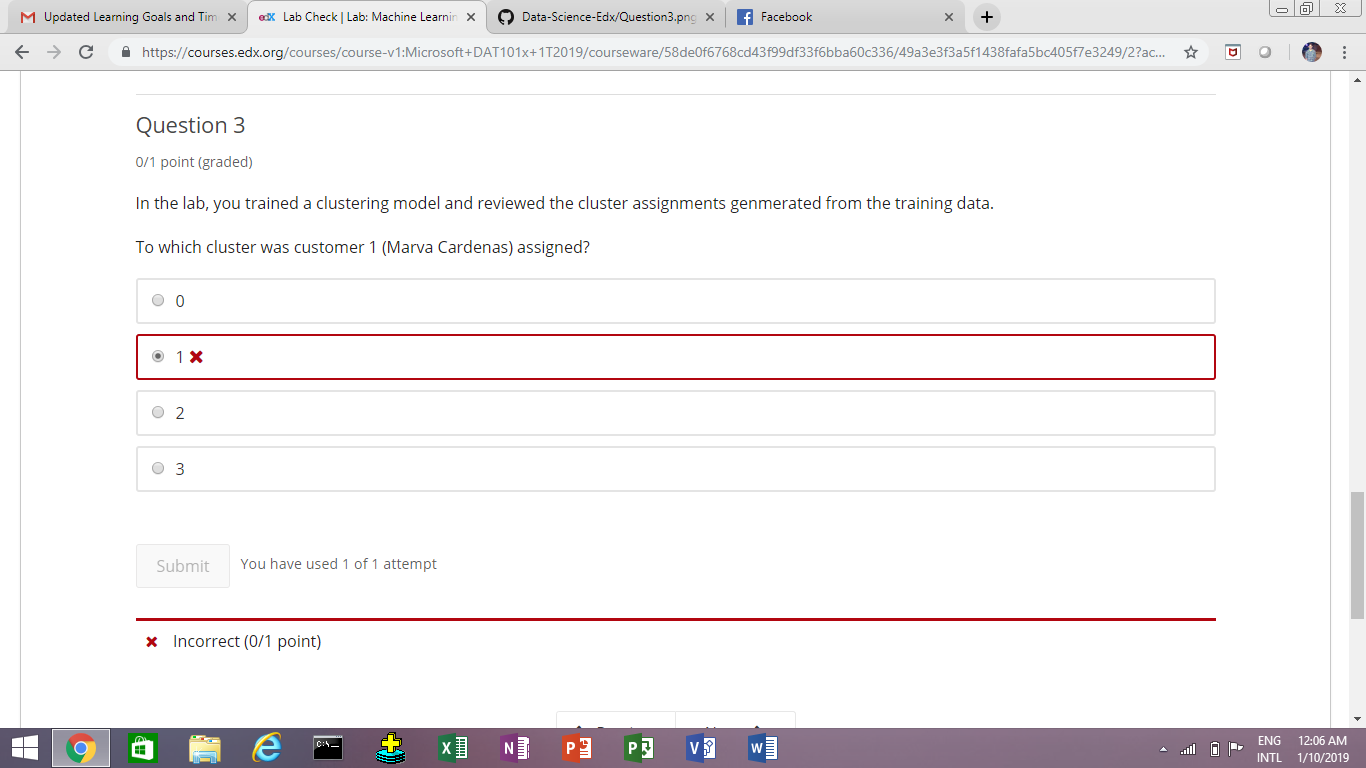 Updated Learning Goals and Tim
edX Lab Check | Lab: Machine Learnin
Data-Science-Edx/Question3.png
Facebook
https://courses.edx.org/courses/course-v1:Microsoft+DAT101x+1T2019/courseware/58de0f6768cd43f99df33f6bba60c336/49a3e3f3a5f1438fafa5bc405f7e3249/2?ac...
Question 3
0/1 point (graded)
In the lab, you trained a clustering model and reviewed the cluster assignments genmerated from the training data.
To which cluster was customer 1 (Marva Cardenas) assigned?
0
1
2
3
Submit
You have used 1 of 1 attempt
Incorrect (0/1 point)
ENG
INTL
12:06 AM
1/10/2019